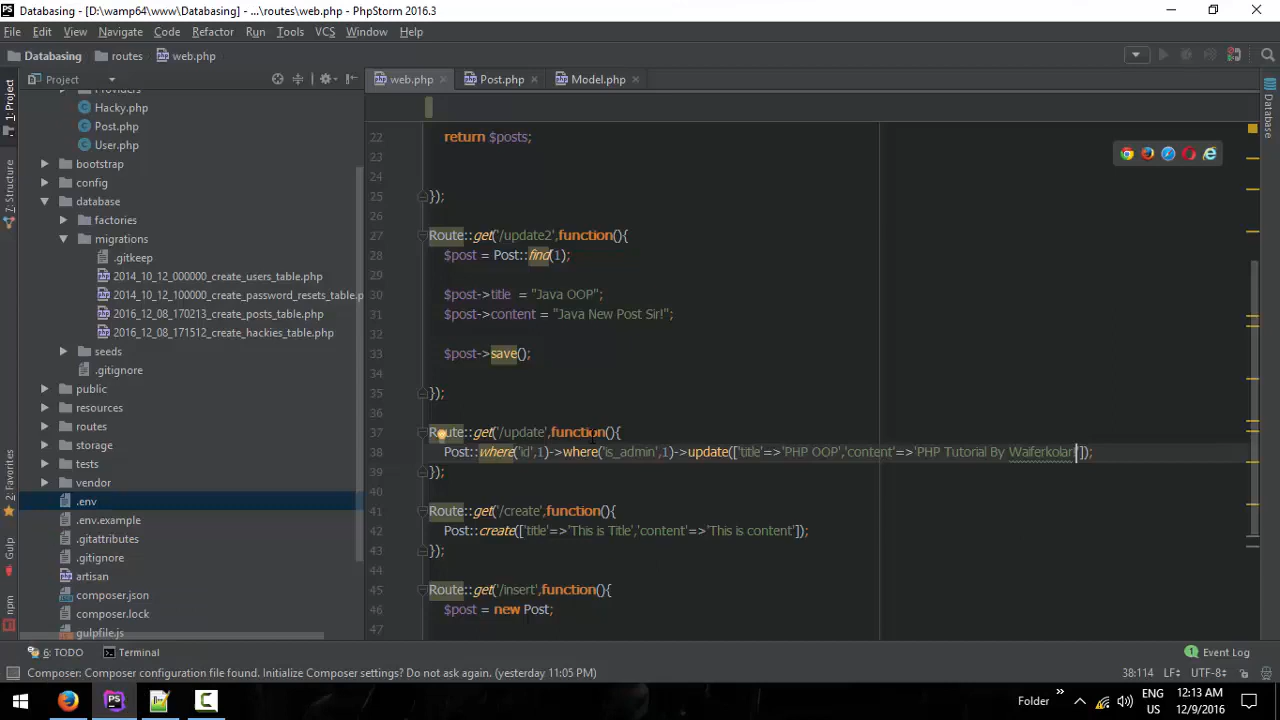 Databasing - [D:\wamp64\www\Databasing] - ...\routes\web.php - PhpStorm 2016.3
File Edit View Navigate Code Refactor Run Tools VCS Window Help
Databasing routes web.php
Project
web.php Post.php Model.php
1: Project
7: Structure
2: Favorites
Gulp
npm
Database
Providers
Hacky.php
Post.php
User.php
bootstrap
config
database
factories
migrations
.gitkeep
2014_10_12_000000_create_users_table.php
2014_10_12_100000_create_password_resets_table.p
2016_12_08_170213_create_posts_table.php
2016_12_08_171512_create_hackies_table.php
seeds
.gitignore
public
resources
routes
storage
tests
vendor
.env
.env.example
.gitattributes
.gitignore
artisan
composer.json
composer.lock
gulpfile.js
22 return $posts;
23
24
25 });
26
27 Route::get('/update2',function(){
28 $post = Post::find(1);
29
30 $post->title = "Java OOP";
31 $post->content = "Java New Post Sir!";
32
33 $post->save();
34
35 });
36
37 Route::get('/update',function(){
38 Post::where('id',1)->where('is_admin',1)->update(['title'=>'PHP OOP','content'=>'PHP Tutorial By Waiferkolar!']);
39 });
40
41 Route::get('/create',function(){
42 Post::create(['title'=>'This is Title','content'=>'This is content']);
43 });
44
45 Route::get('/insert',function(){
46 $post = new Post;
47
6: TODO Terminal Event Log
Composer: Composer configuration file found. Initialize Composer settings? Do not ask again. (yesterday 11:05 PM) 38:114 LF÷ UTF-8÷
Folder ENG US 12:13 AM 12/9/2016